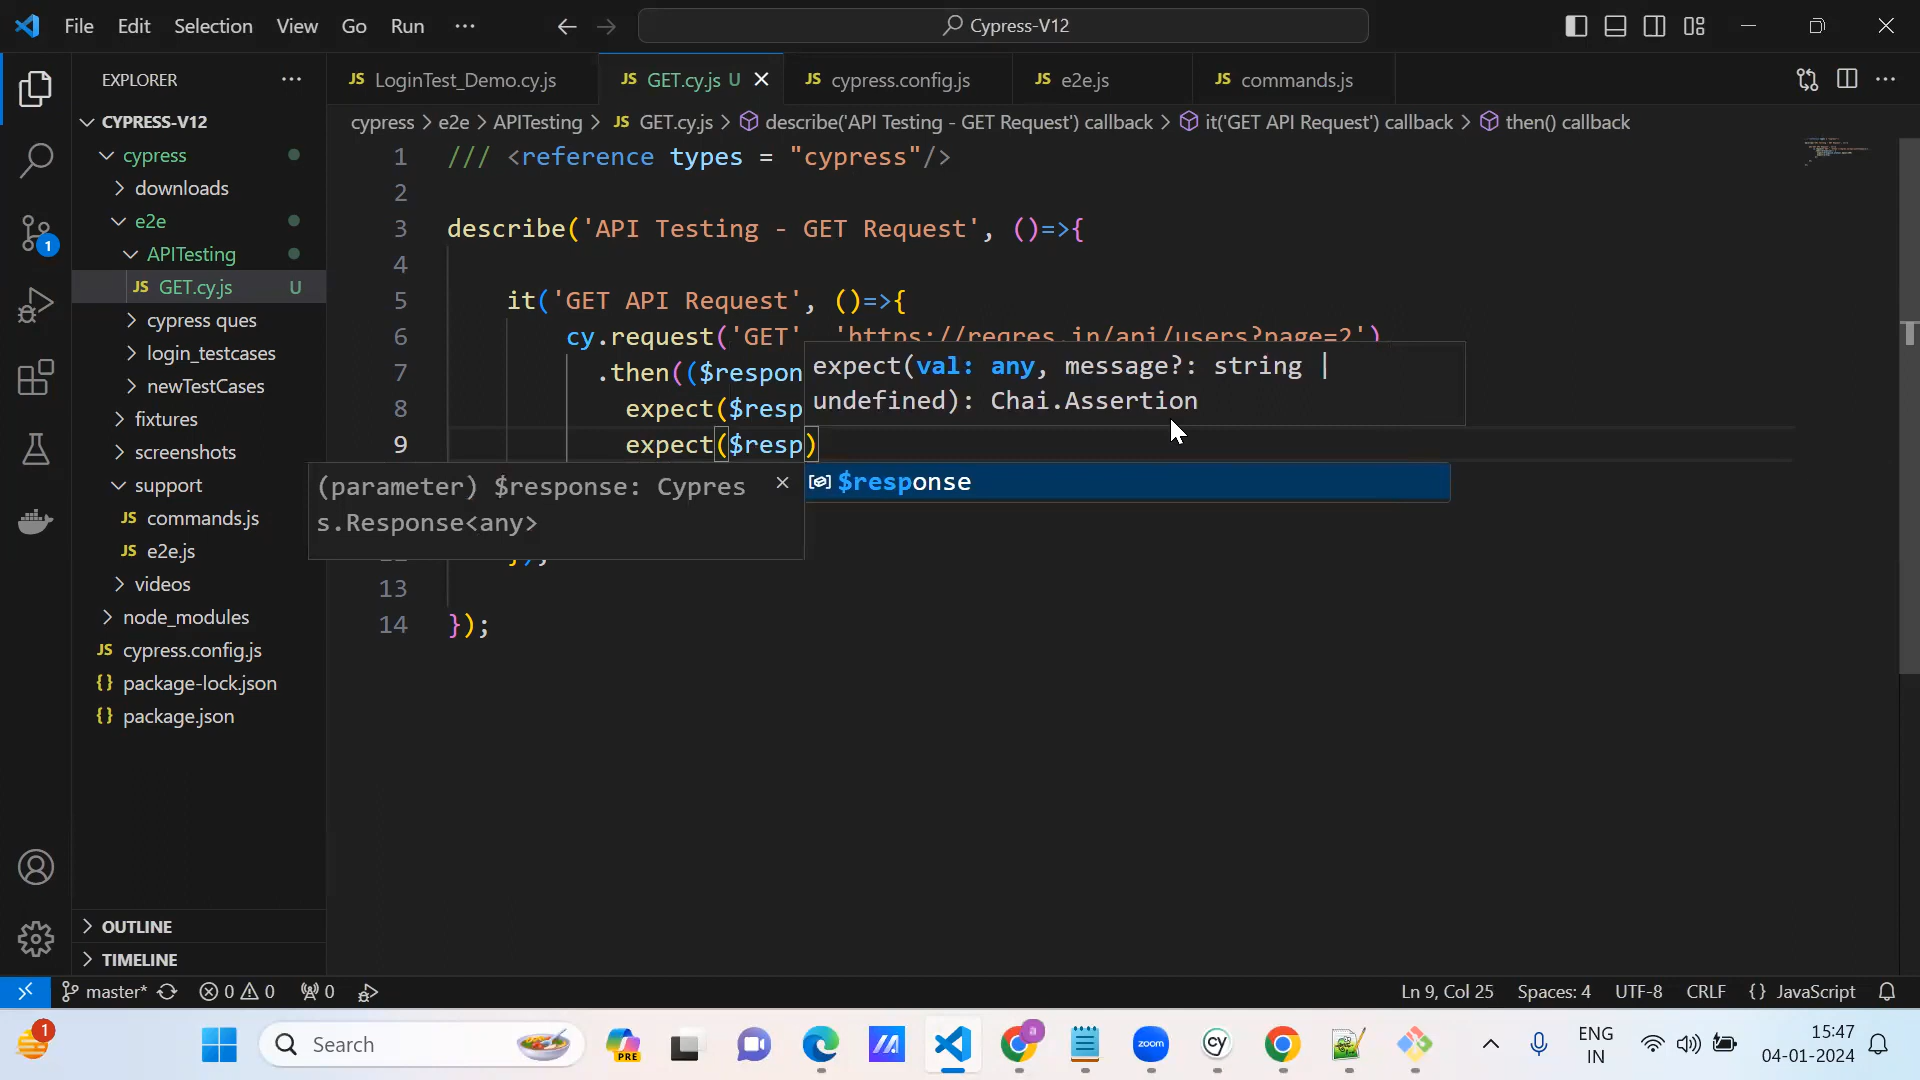 File Edit Selection View Go Run ...
Cypress-V12
EXPLORER
CYPRESS-V12
cypress
downloads
e2e
APITesting
JS GET.cy.js U
cypress ques
login_testcases
newTestCases
fixtures
screenshots
support
JS commands.js
JS e2e.js
videos
node_modules
JS cypress.config.js
{} package-lock.json
{} package.json
OUTLINE
TIMELINE
1
JS LoginTest_Demo.cy.js JS GET.cy.js U JS cypress.config.js JS e2e.js JS commands.js
cypress > e2e > APITesting > JS GET.cy.js > describe('API Testing - GET Request') callback > it('GET API Request') callback > then() callback
1 /// <reference types = "cypress"/>
2
3 describe('API Testing - GET Request', ()=>{
4
5 it('GET API Request', ()=>{
6 cy.request('GET' 'https://reqres.in/api/users?page=2')
7 .then(($respon
8 expect($resp
9 expect($resp)
expect(val: any, message?: string |
undefined): Chai.Assertion
$response
(parameter) $response: Cypres
s.Response<any>
13
14 });
master* 0 0 0 Ln 9, Col 25 Spaces: 4 UTF-8 CRLF {} JavaScript
1 Search PRE zoom cy a ENG
IN 15:47
04-01-2024